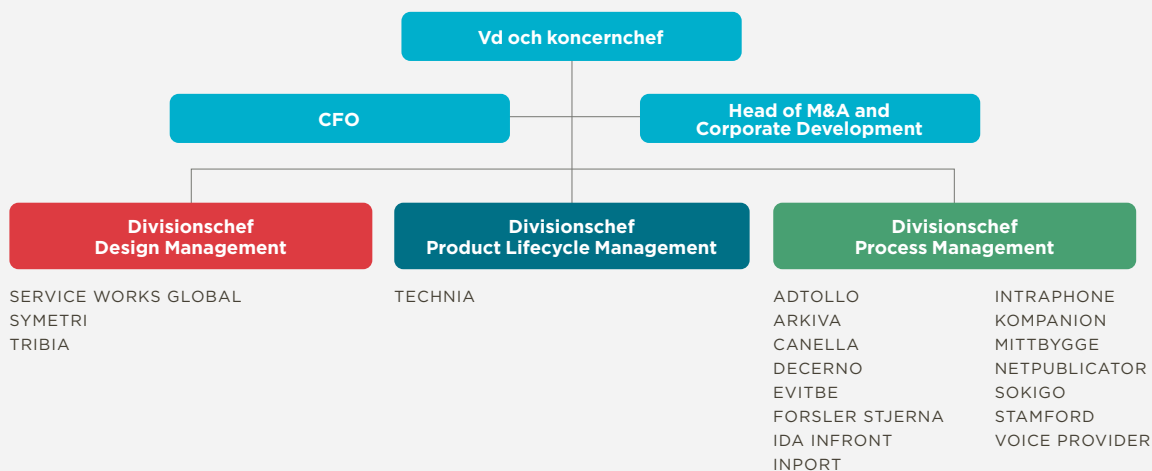 Vd och koncernchef
CFO
Head of M&A and
Corporate Development
Divisionschef
Design Management
Divisionschef
Product Lifecycle Management
Divisionschef
Process Management
SERVICE WORKS GLOBAL
SYMETRI
TRIBIA
TECHNIA
ADTOLLO
ARKIVA
CANELLA
DECERNO
EVITBE
FORSLER STJERNA
IDA INFRONT
INPORT
INTRAPHONE
KOMPANION
MITTBYGGE
NETPUBLICATOR
SOKIGO
STAMFORD
VOICE PROVIDER